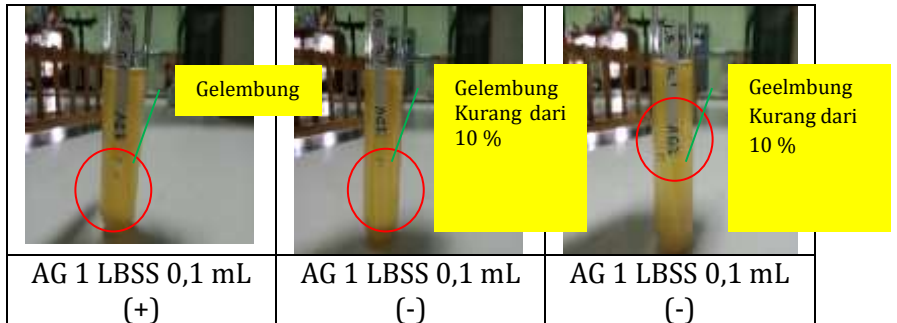 Gelembung
Gelembung
Kurang dari
10 %
Geelmbung
Kurang dari
10 %
AG 1 LBSS 0,1 mL
(+)
AG 1 LBSS 0,1 mL
(-)
AG 1 LBSS 0,1 mL
(-)